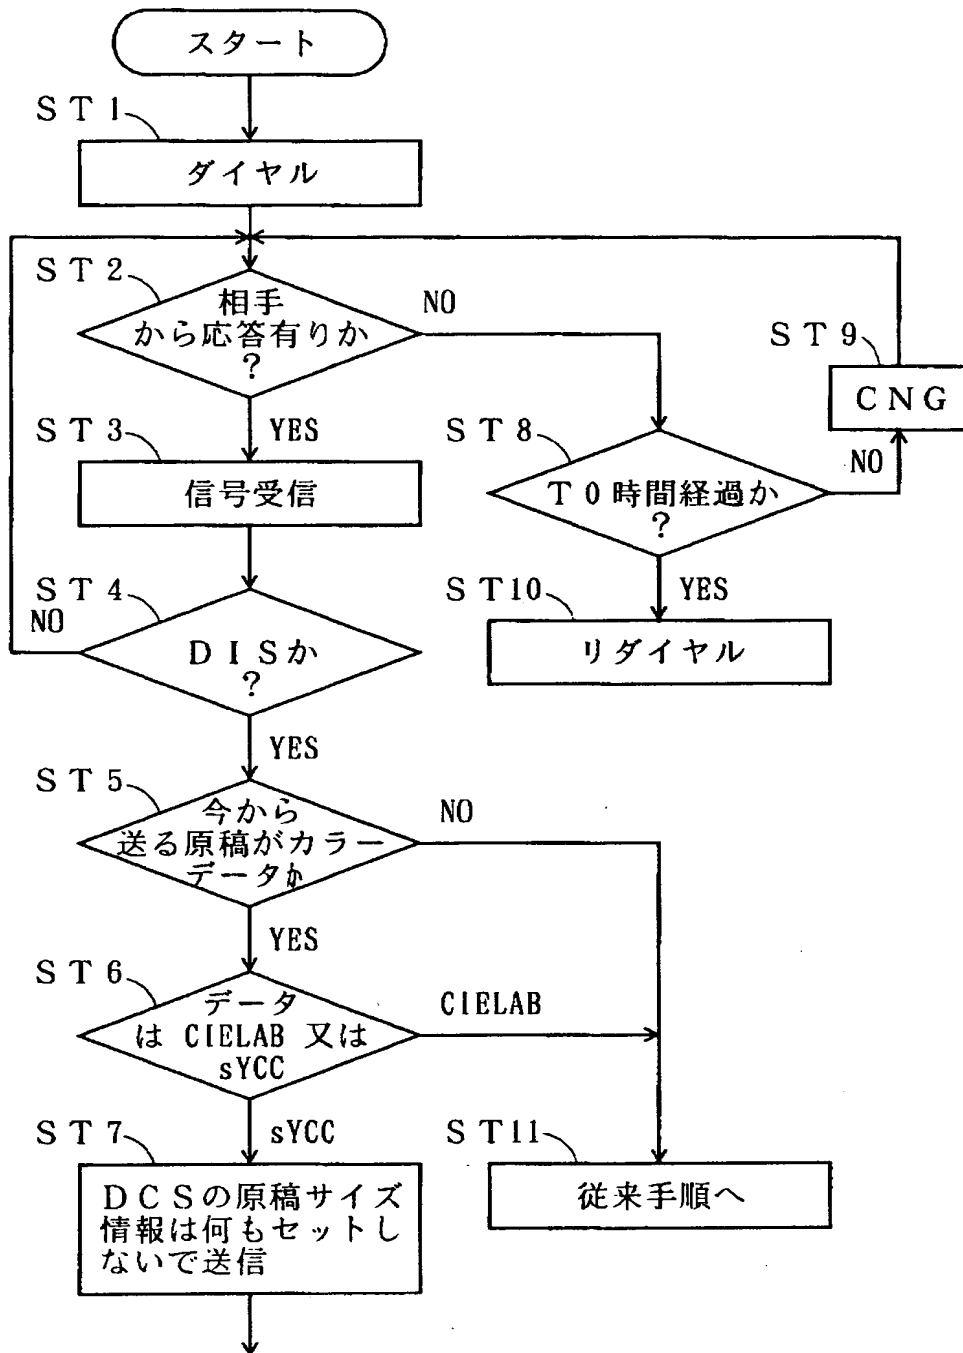 スタート
ST1
ダイヤル
ST2
相手
から応答有りか
?
NO
YES
ST3
信号受信
ST4
DISか
?
NO
YES
ST5
今から
送る原稿がカラー
データか
NO
YES
ST6
データ
は CIELAB 又は
sYCC
CIELAB
sYCC
ST7
DCSの原稿サイズ
情報は何もセットし
ないで送信
ST8
T0時間経過か
?
NO
YES
ST9
CNG
ST10
リダイヤル
ST11
従来手順へ